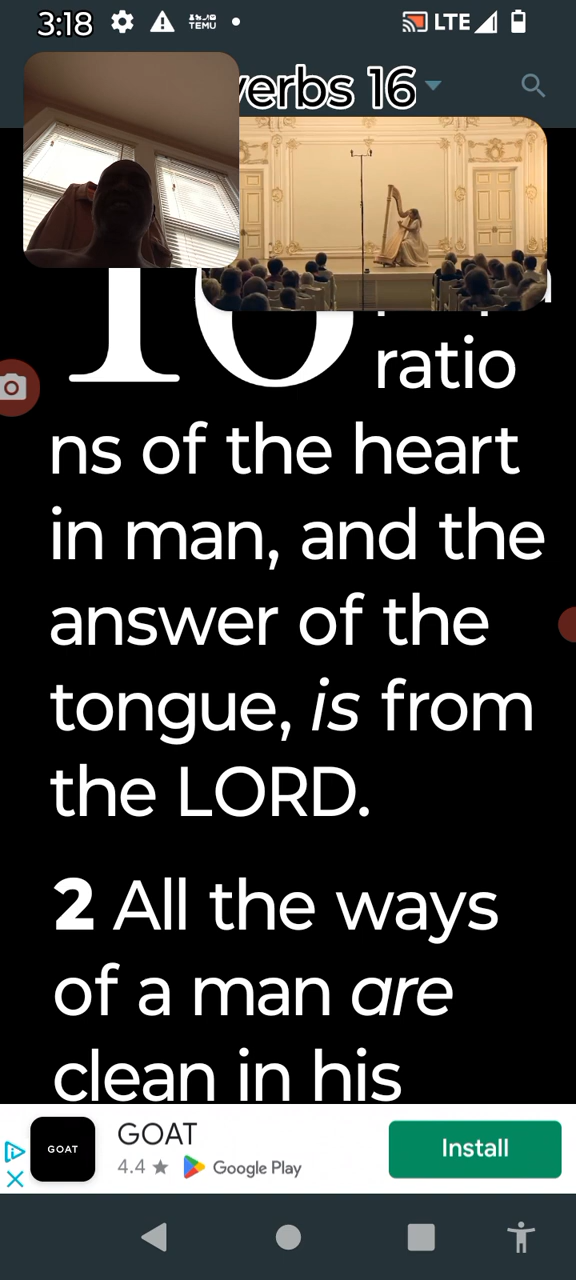 3:18 TEMU LTE
verbs 16
16
ratio
ns of the heart
in man, and the
answer of the
tongue, is from
the LORD.
2 All the ways
of a man are
clean in his
GOAT
GOAT
4.4 ★ Google Play
Install